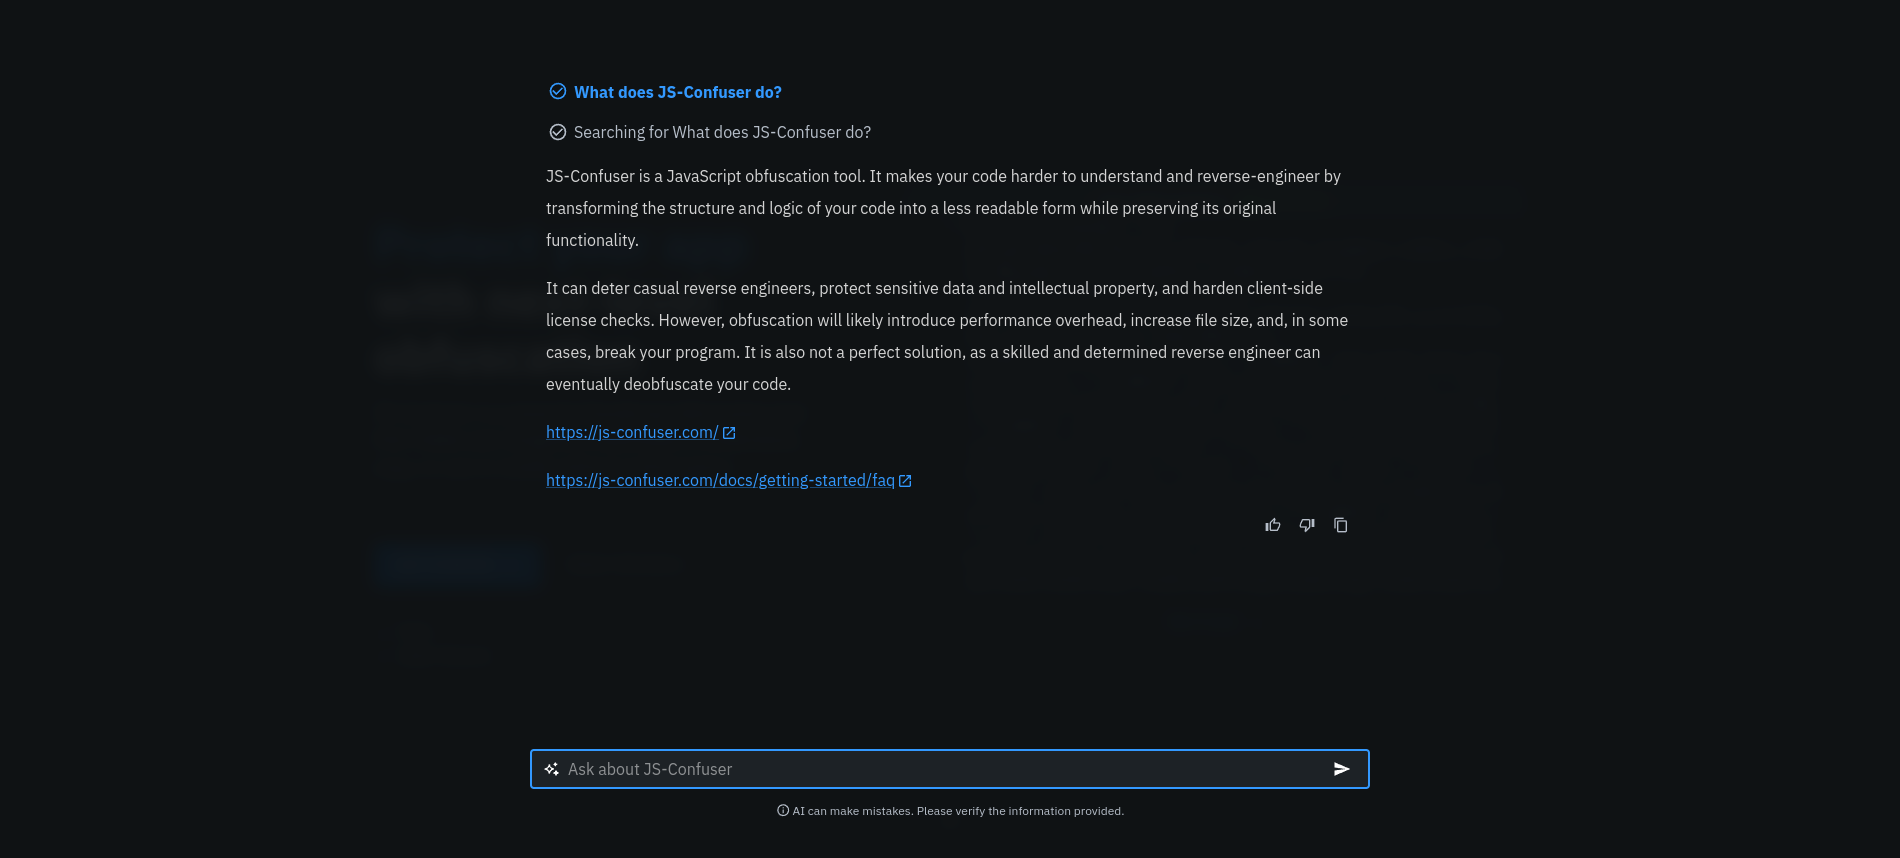 What does JS-Confuser do?
Searching for What does JS-Confuser do?
JS-Confuser is a JavaScript obfuscation tool. It makes your code harder to understand and reverse-engineer by
transforming the structure and logic of your code into a less readable form while preserving its original
functionality.
It can deter casual reverse engineers, protect sensitive data and intellectual property, and harden client-side
license checks. However, obfuscation will likely introduce performance overhead, increase file size, and, in some
cases, break your program. It is also not a perfect solution, as a skilled and determined reverse engineer can
eventually deobfuscate your code.
https://js-confuser.com/
https://js-confuser.com/docs/getting-started/faq
Ask about JS-Confuser
AI can make mistakes. Please verify the information provided.